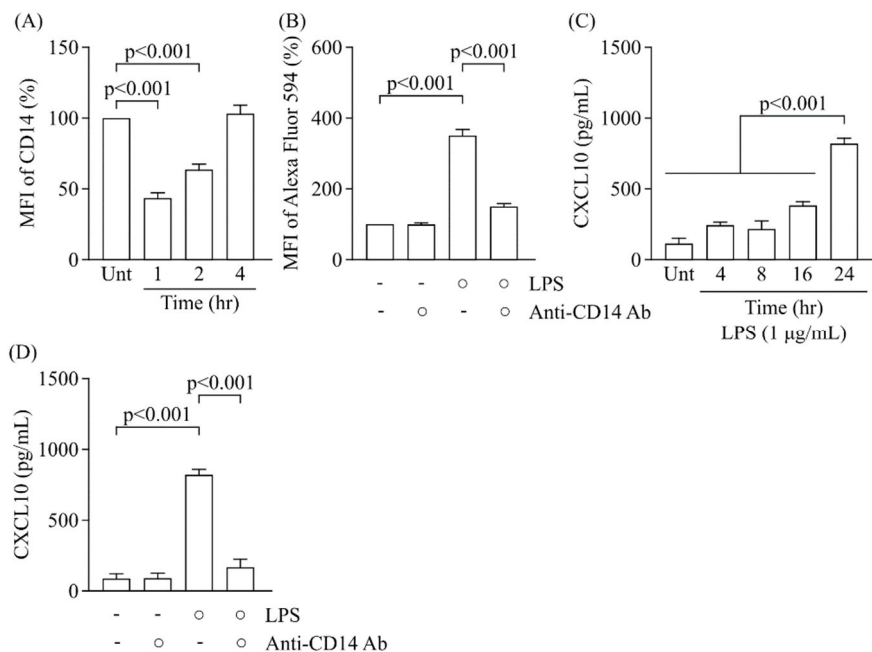 (A)
MFI of CD14 (%)
150
100
50
0
p<0.001
p<0.001
Unt 1 2 4
Time (hr)
(B)
MFI of Alexa Fluor 594 (%)
600
400
200
0
p<0.001
p<0.001
- - ○ ○ LPS
- ○ - ○ Anti-CD14 Ab
(C)
CXCL10 (pg/mL)
1500
1000
500
0
p<0.001
Unt 4 8 16 24
Time (hr)
LPS (1 μg/mL)
(D)
CXCL10 (pg/mL)
1500
1000
500
0
p<0.001
p<0.001
- - ○ ○ LPS
- ○ - ○ Anti-CD14 Ab